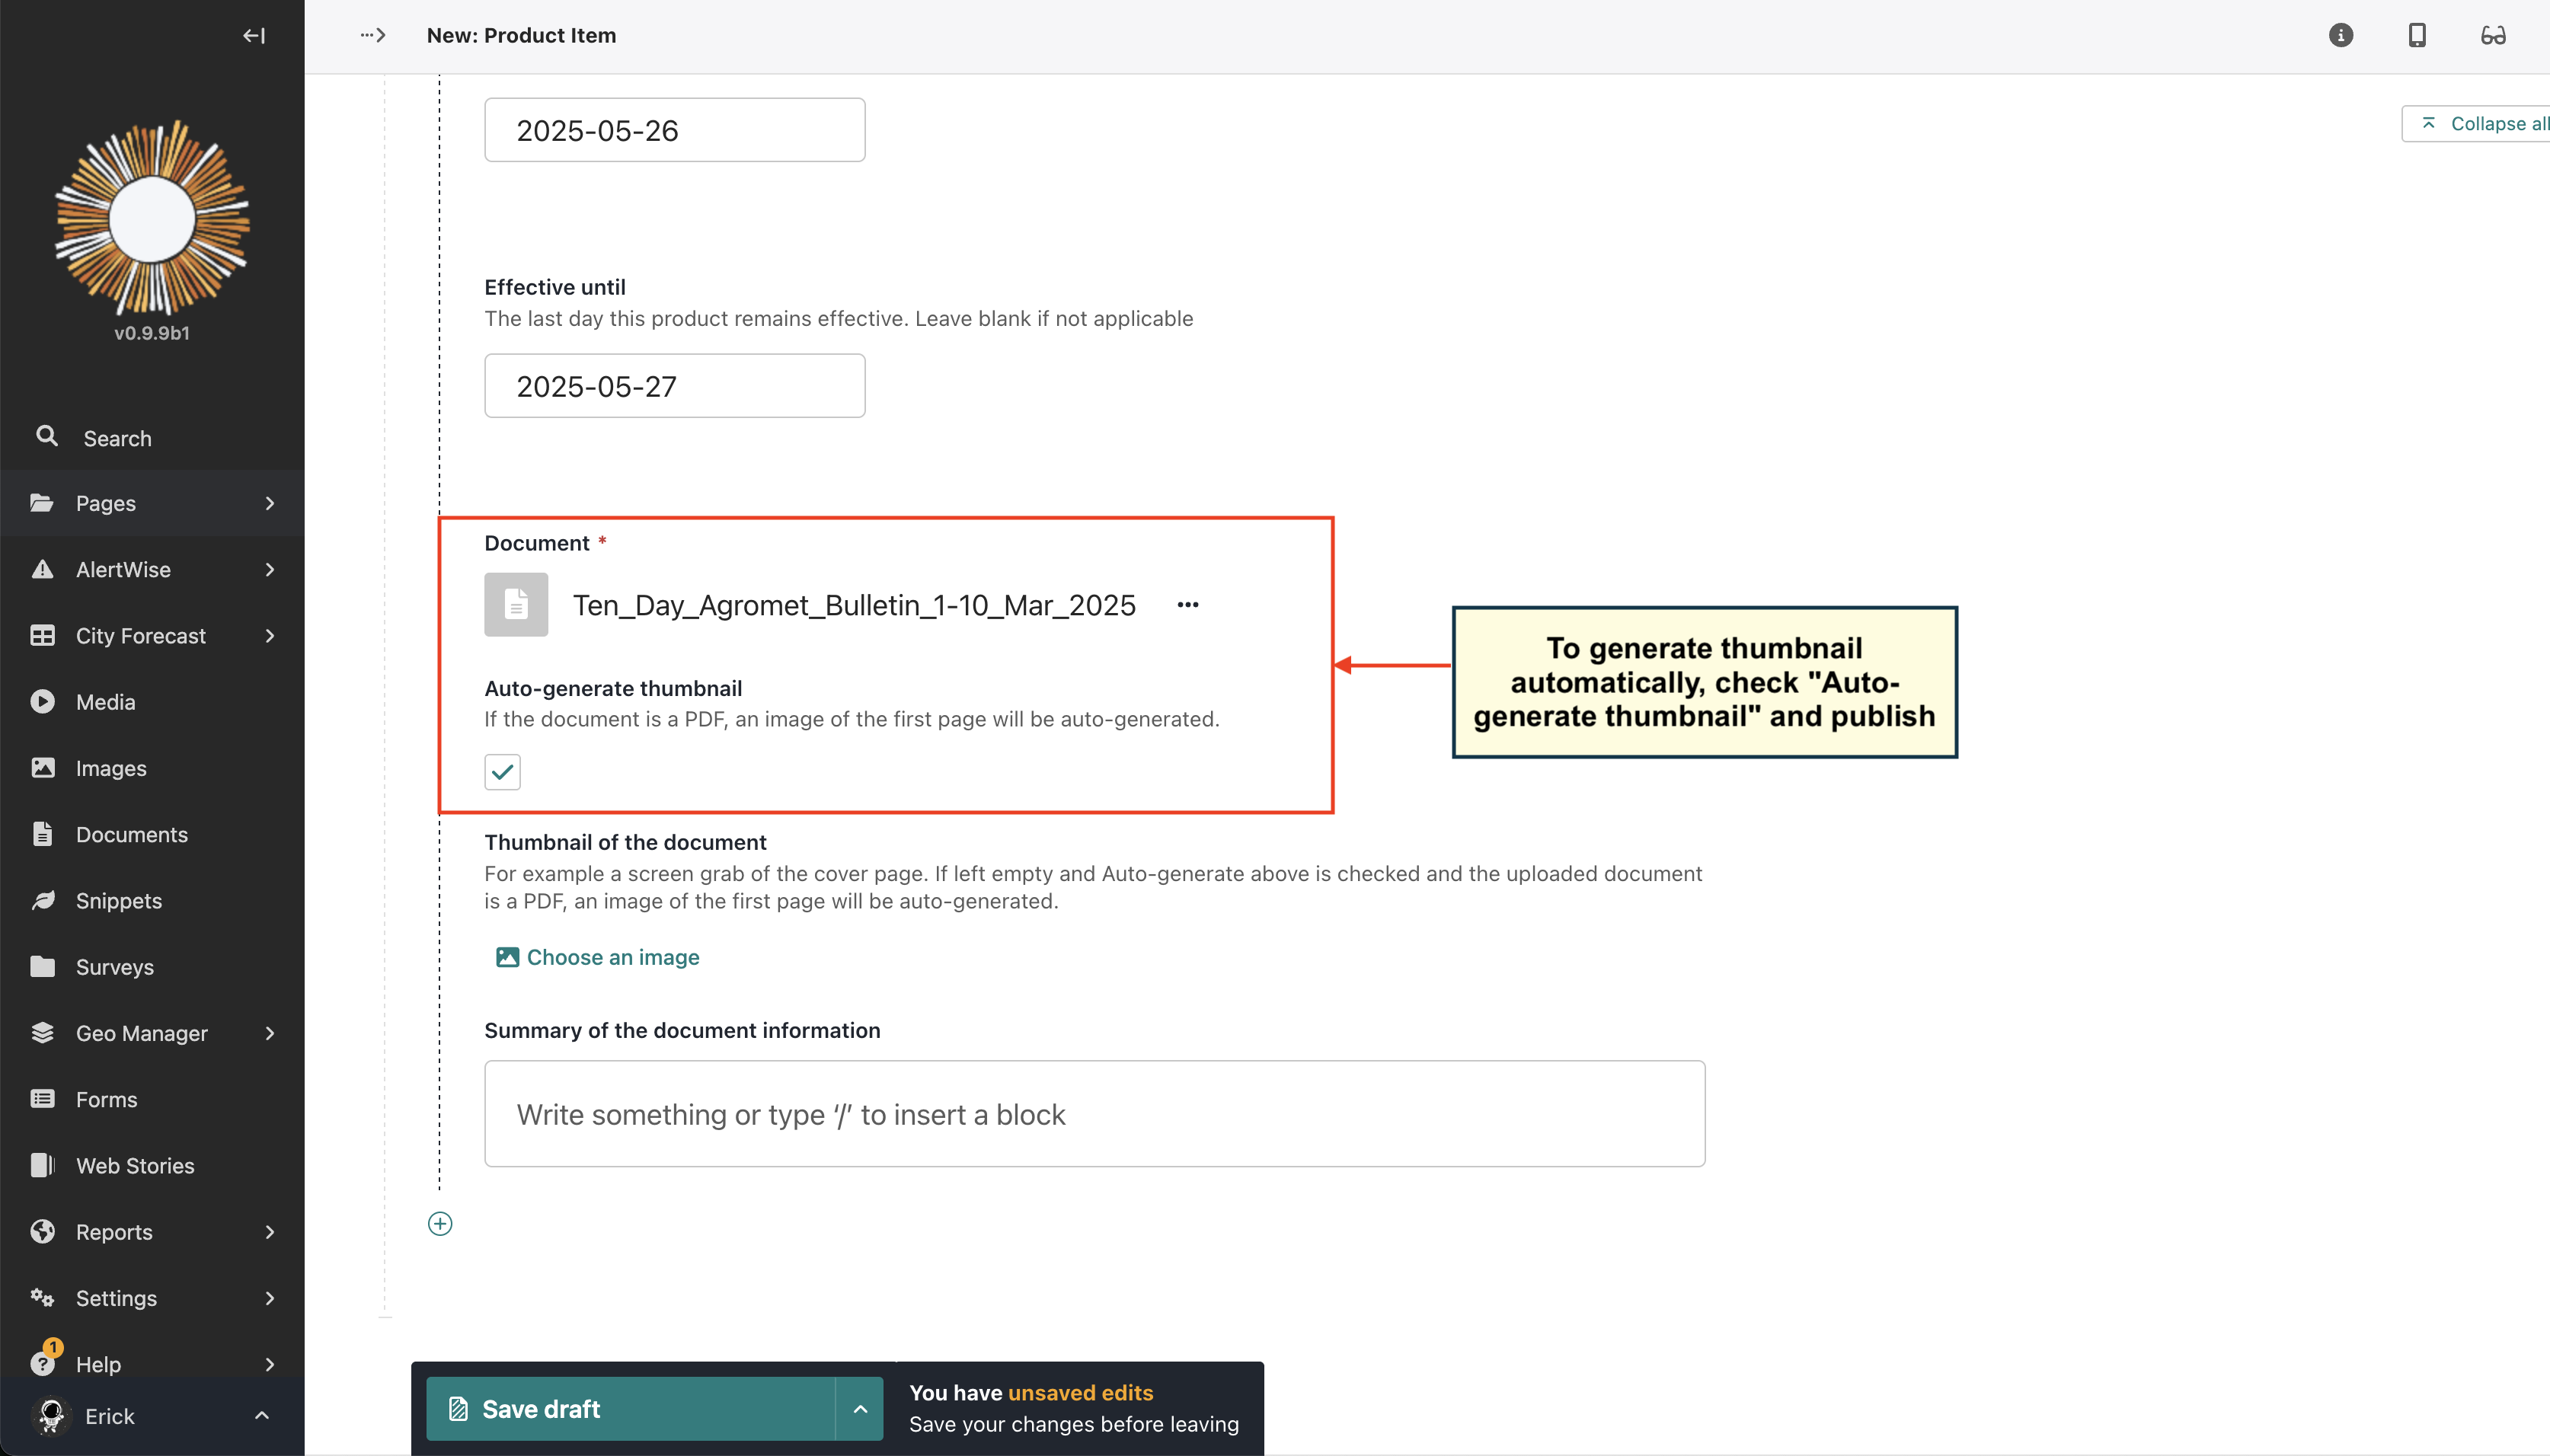 New: Product Item
v0.9.9b1
Search
Pages
AlertWise
City Forecast
Media
Images
Documents
Snippets
Surveys
Geo Manager
Forms
Web Stories
Reports
Settings
1
Help
Erick
Collapse all
2025-05-26
Effective until
The last day this product remains effective. Leave blank if not applicable
2025-05-27
Document *
Ten_Day_Agromet_Bulletin_1-10_Mar_2025
Auto-generate thumbnail
If the document is a PDF, an image of the first page will be auto-generated.
To generate thumbnail
automatically, check "Auto-
generate thumbnail" and publish
Thumbnail of the document
For example a screen grab of the cover page. If left empty and Auto-generate above is checked and the uploaded document
is a PDF, an image of the first page will be auto-generated.
Choose an image
Summary of the document information
Write something or type ‘/’ to insert a block
Save draft
You have unsaved edits
Save your changes before leaving